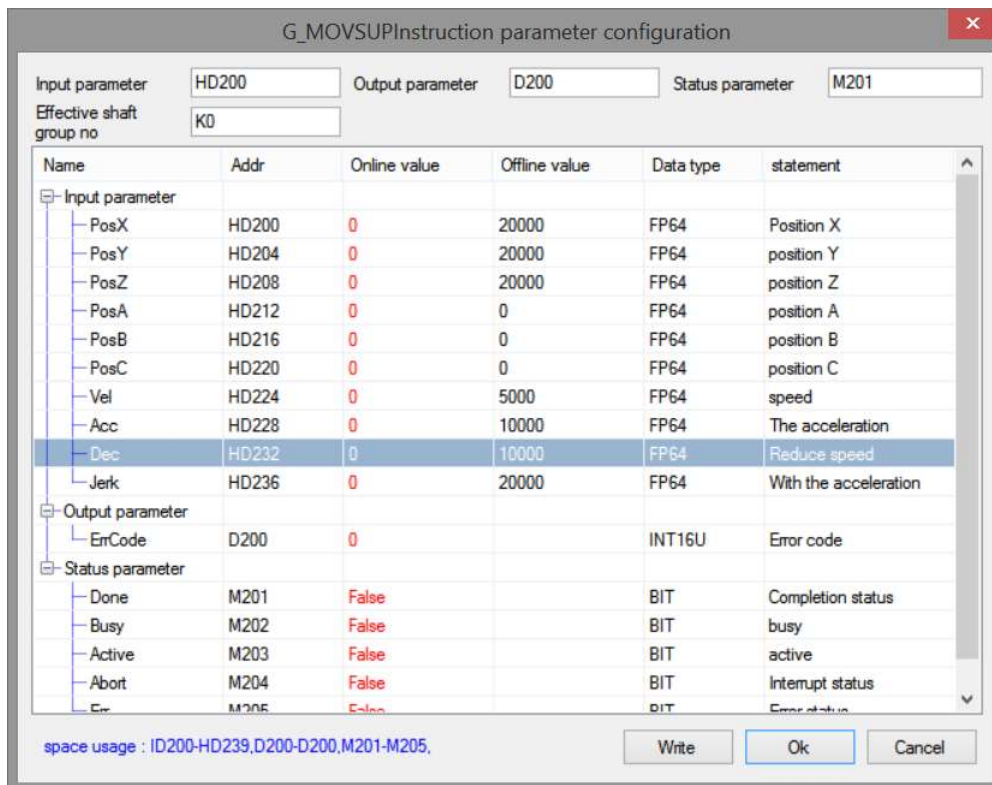 G_MOVSUPInstruction parameter configuration
Input parameter HD200 Output parameter D200 Status parameter M201
Effective shaft group no K0
Name Addr Online value Offline value Data type statement
Input parameter
PosX HD200 0 20000 FP64 Position X
PosY HD204 0 20000 FP64 position Y
PosZ HD208 0 20000 FP64 position Z
PosA HD212 0 0 FP64 position A
PosB HD216 0 0 FP64 position B
PosC HD220 0 0 FP64 position C
Vel HD224 0 5000 FP64 speed
Acc HD228 0 10000 FP64 The acceleration
Dec HD232 0 10000 FP64 Reduce speed
Jerk HD236 0 20000 FP64 With the acceleration
Output parameter
ErrCode D200 0 INT16U Error code
Status parameter
Done M201 False BIT Completion status
Busy M202 False BIT busy
Active M203 False BIT active
Abort M204 False BIT Interrupt status
Err M205 False BIT Error status
space usage : ID200-HD239,D200-D200,M201-M205,
Write Ok Cancel